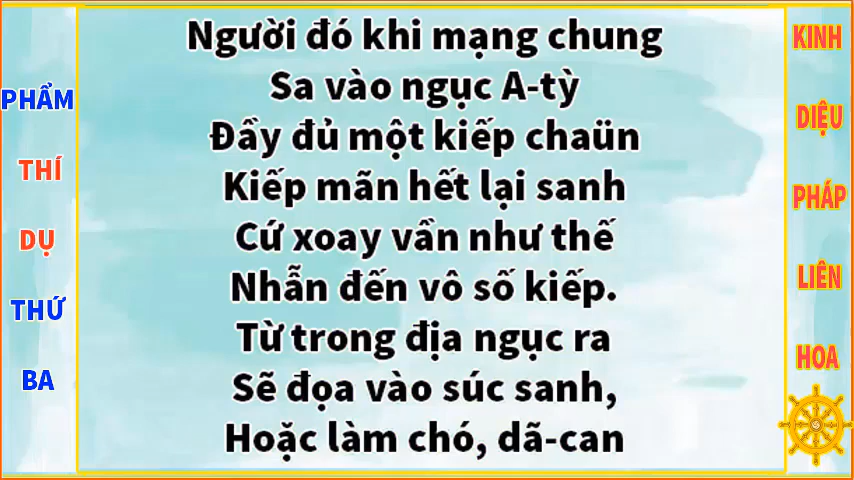 PHẨM
THÍ
DỤ
THỨ
BA
Người đó khi mạng chung
Sa vào ngục A-tỳ
Đầy đủ một kiếp chaün
Kiếp mãn hết lại sanh
Cứ xoay vần như thế
Nhẫn đến vô số kiếp.
Từ trong địa ngục ra
Sẽ đọa vào súc sanh,
Hoặc làm chó, dã-can
KINH
DIỆU
PHÁP
LIÊN
HOA